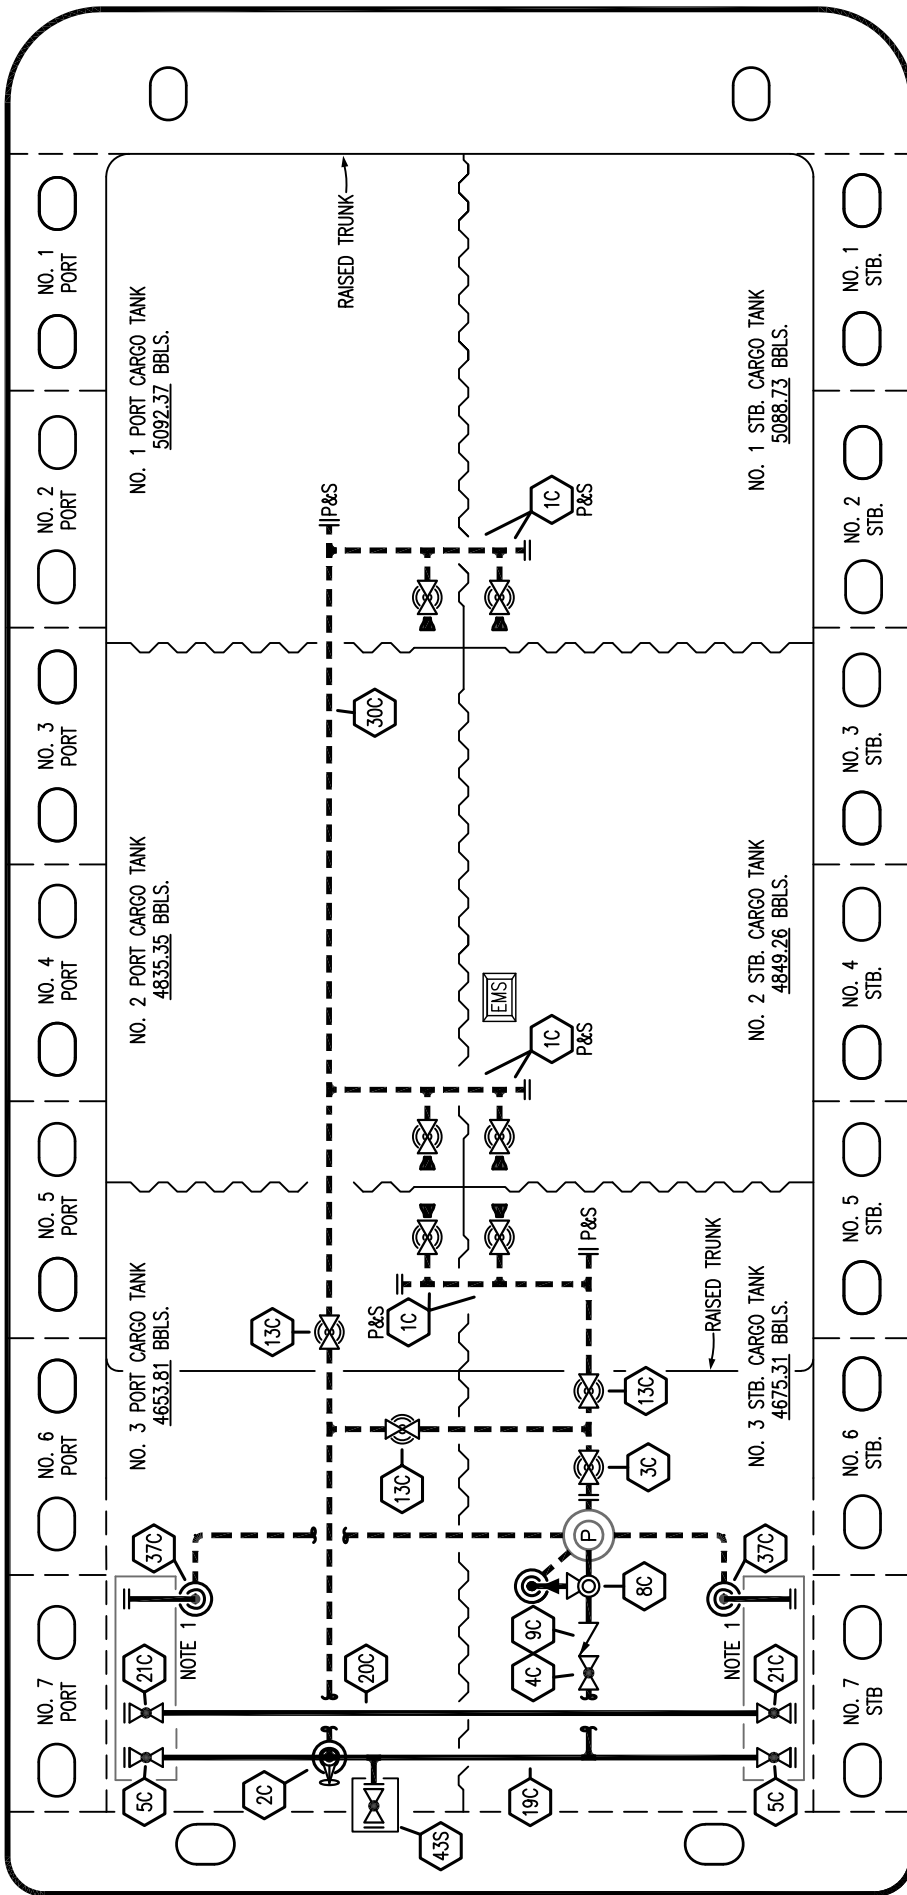 NO. 1
PORT
NO. 2
PORT
NO. 3
PORT
NO. 4
PORT
NO. 5
PORT
NO. 6
PORT
NO. 7
PORT
NO. 1 PORT CARGO TANK
5092.37 BBLS.
NO. 2 PORT CARGO TANK
4835.35 BBLS.
NO. 3 PORT CARGO TANK
4653.81 BBLS.
RAISED TRUNK
P&S
30C
1C
P&S
EMS
1C
P&S
13C
P&S
1C
P&S
13C
13C
3C
37C
NOTE 1
21C
5C
20C
2C
43S
P
8C
9C
4C
19C
37C
NOTE 1
21C
5C
RAISED TRUNK
NO. 1 STB. CARGO TANK
5088.73 BBLS.
NO. 2 STB. CARGO TANK
4849.26 BBLS.
NO. 3 STB. CARGO TANK
4675.31 BBLS.
NO. 1
STB.
NO. 2
STB.
NO. 3
STB.
NO. 4
STB.
NO. 5
STB.
NO. 6
STB.
NO. 7
STB